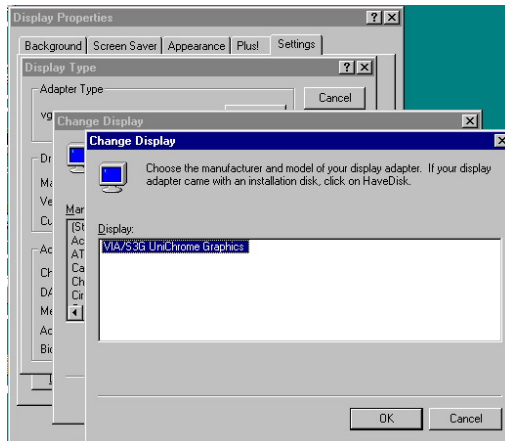 Display Properties
Background
Screen Saver
Appearance
Plus!
Settings
Display Type
Adapter Type
Cancel
Change Display
Change Display
Choose the manufacturer and model of your display adapter. If your display
adapter came with an installation disk, click on HaveDisk.
Display:
VIA/S3G UniChrome Graphics
OK
Cancel